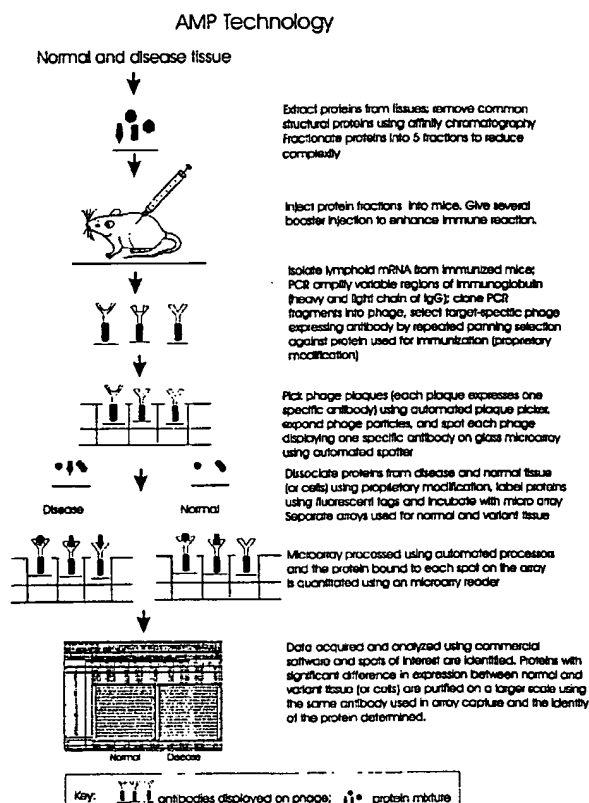 AMP Technology
Normal and disease tissue
Extract proteins from tissues; remove common
structural proteins using affinity chromatography
Fractionate proteins into 5 fractions to reduce
complexity
Inject protein fractions into mice. Give several
booster injection to enhance immune reaction.
Isolate lymphoid mRNA from immunized mice;
PCR amplify variable regions of immunoglobulin
(heavy and light chain of IgG); clone PCR
fragments into phage, select target-specific phage
expressing antibody by repeated panning selection
against protein used for immunization (proprietary
modification)
Pick phage plaques (each plaque expresses one
specific antibody) using automated plaque picker,
expand phage particles, and spot each phage
displaying one specific antibody on glass microarray
using automated spotter
Dissociate proteins from disease and normal tissue
(or cells) using proprietary modification, label proteins
using fluorescent tags and incubate with micro array
Separate arrays used for normal and variant tissue
Disease
Normal
Microarray processed using automated processors
and the protein bound to each spot on the array
is quantitated using an microarry reader
Data acquired and analyzed using commercial
software and spots of interest are identified. Proteins with
significant difference in expression between normal and
variant tissue (or cells) are purified on a larger scale using
the same antibody used in array capture and the identity
of the protein determined.
Normal
Disease
Key: antibodies displayed on phage; protein mixture